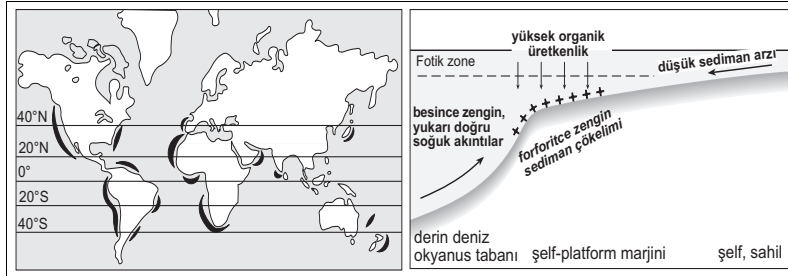 40°N
20°N
0°
20°S
40°S
yüksek organik
üretkenlik
Fotik zone
düşük sediman arzı
besince zengin,
yukarı doğru
soğuk akıntılar
forforitce zengin
sediman çökelimi
derin deniz
okyanus tabanı
şelf-platform marjini
şelf, sahil